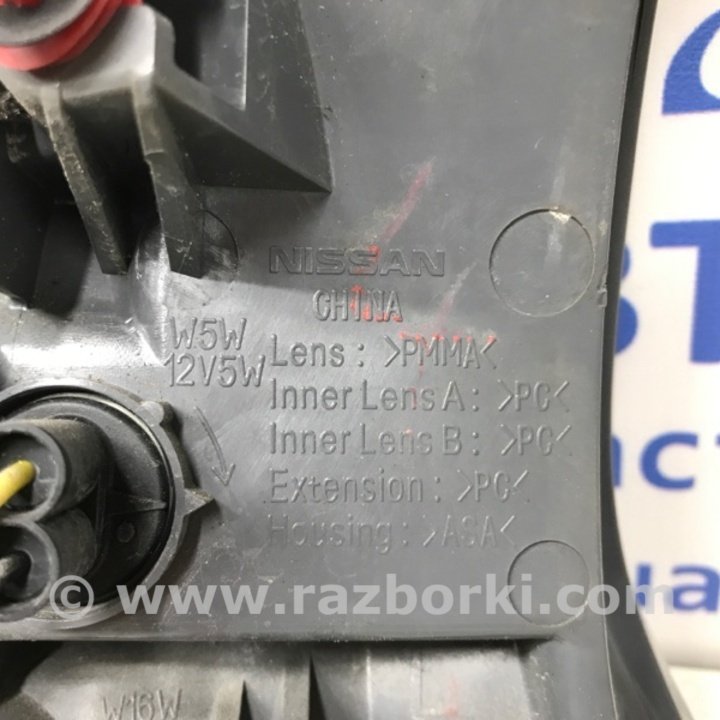 NISSAN
CHINA
W5W
12V5W
Lens : >PMMA<
Inner Lens A : >PC<
Inner Lens B : >PC<
Extension : >PC<
Housing : >ASA<
© www.razborki.com
W16W